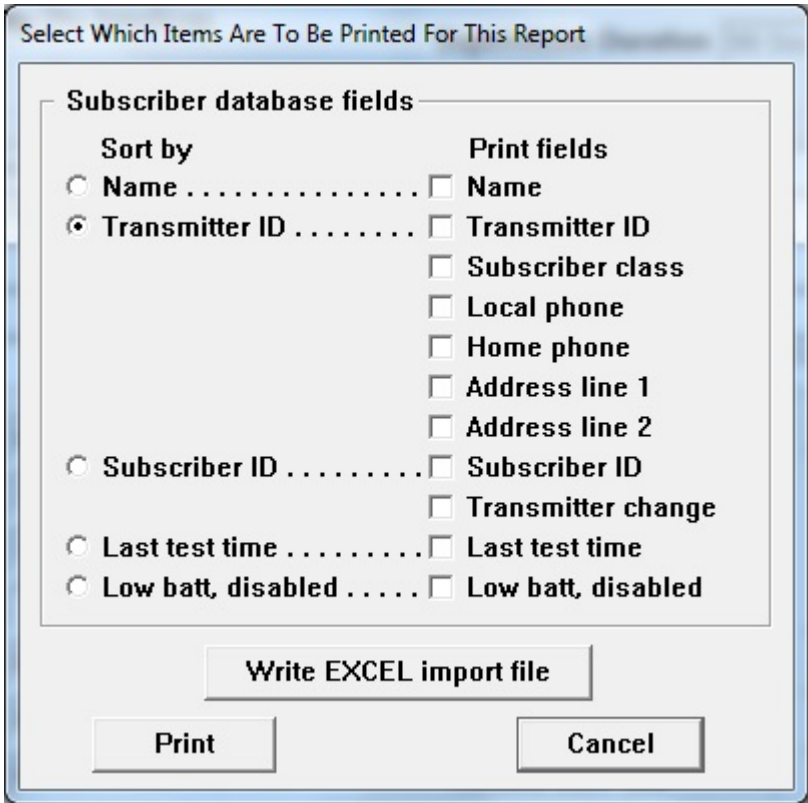 Select Which Items Are To Be Printed For This Report
Subscriber database fields
Sort by Print fields
Name . . . . . . . . . . . . . . . . Name
Transmitter ID . . . . . . . . Transmitter ID
Subscriber class
Local phone
Home phone
Address line 1
Address line 2
Subscriber ID . . . . . . . . . Subscriber ID
Transmitter change
Last test time . . . . . . . . . Last test time
Low batt, disabled . . . . . Low batt, disabled
Write EXCEL import file
Print Cancel